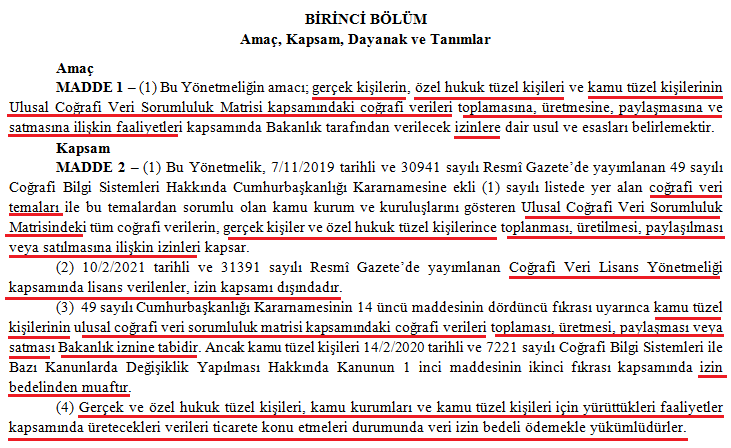 BİRİNCİ BÖLÜM
Amaç, Kapsam, Dayanak ve Tanımlar
Amaç
MADDE 1 – (1) Bu Yönetmeliğin amacı; gerçek kişilerin, özel hukuk tüzel kişileri ve kamu tüzel kişilerinin
Ulusal Coğrafi Veri Sorumluluk Matrisi kapsamındaki coğrafi verileri toplamasına, üretmesine, paylaşmasına ve
satmasına ilişkin faaliyetleri kapsamında Bakanlık tarafından verilecek izinlere dair usul ve esasları belirlemektir.
Kapsam
MADDE 2 – (1) Bu Yönetmelik, 7/11/2019 tarihli ve 30941 sayılı Resmî Gazete’de yayımlanan 49 sayılı
Coğrafi Bilgi Sistemleri Hakkında Cumhurbaşkanlığı Kararnamesine ekli (1) sayılı listede yer alan coğrafi veri
temaları ile bu temalardan sorumlu olan kamu kurum ve kuruluşlarını gösteren Ulusal Coğrafi Veri Sorumluluk
Matrisindeki tüm coğrafi verilerin, gerçek kişiler ve özel hukuk tüzel kişilerince toplanması, üretilmesi, paylaşılması
veya satılmasına ilişkin izinleri kapsar.
(2) 10/2/2021 tarihli ve 31391 sayılı Resmî Gazete’de yayımlanan Coğrafi Veri Lisans Yönetmeliği
kapsamında lisans verilenler, izin kapsamı dışındadır.
(3) 49 sayılı Cumhurbaşkanlığı Kararnamesinin 14 üncü maddesinin dördüncü fıkrası uyarınca kamu tüzel
kişilerinin ulusal coğrafi veri sorumluluk matrisi kapsamındaki coğrafi verileri toplaması, üretmesi, paylaşması veya
satması Bakanlık iznine tabidir. Ancak kamu tüzel kişileri 14/2/2020 tarihli ve 7221 sayılı Coğrafi Bilgi Sistemleri ile
Bazı Kanunlarda Değişiklik Yapılması Hakkında Kanunun 1 inci maddesinin ikinci fıkrası kapsamında izin
bedelinden muaftır.
(4) Gerçek ve özel hukuk tüzel kişileri, kamu kurumları ve kamu tüzel kişileri için yürüttükleri faaliyetler
kapsamında üretecekleri verileri ticarete konu etmeleri durumunda veri izin bedeli ödemekle yükümlüdürler.